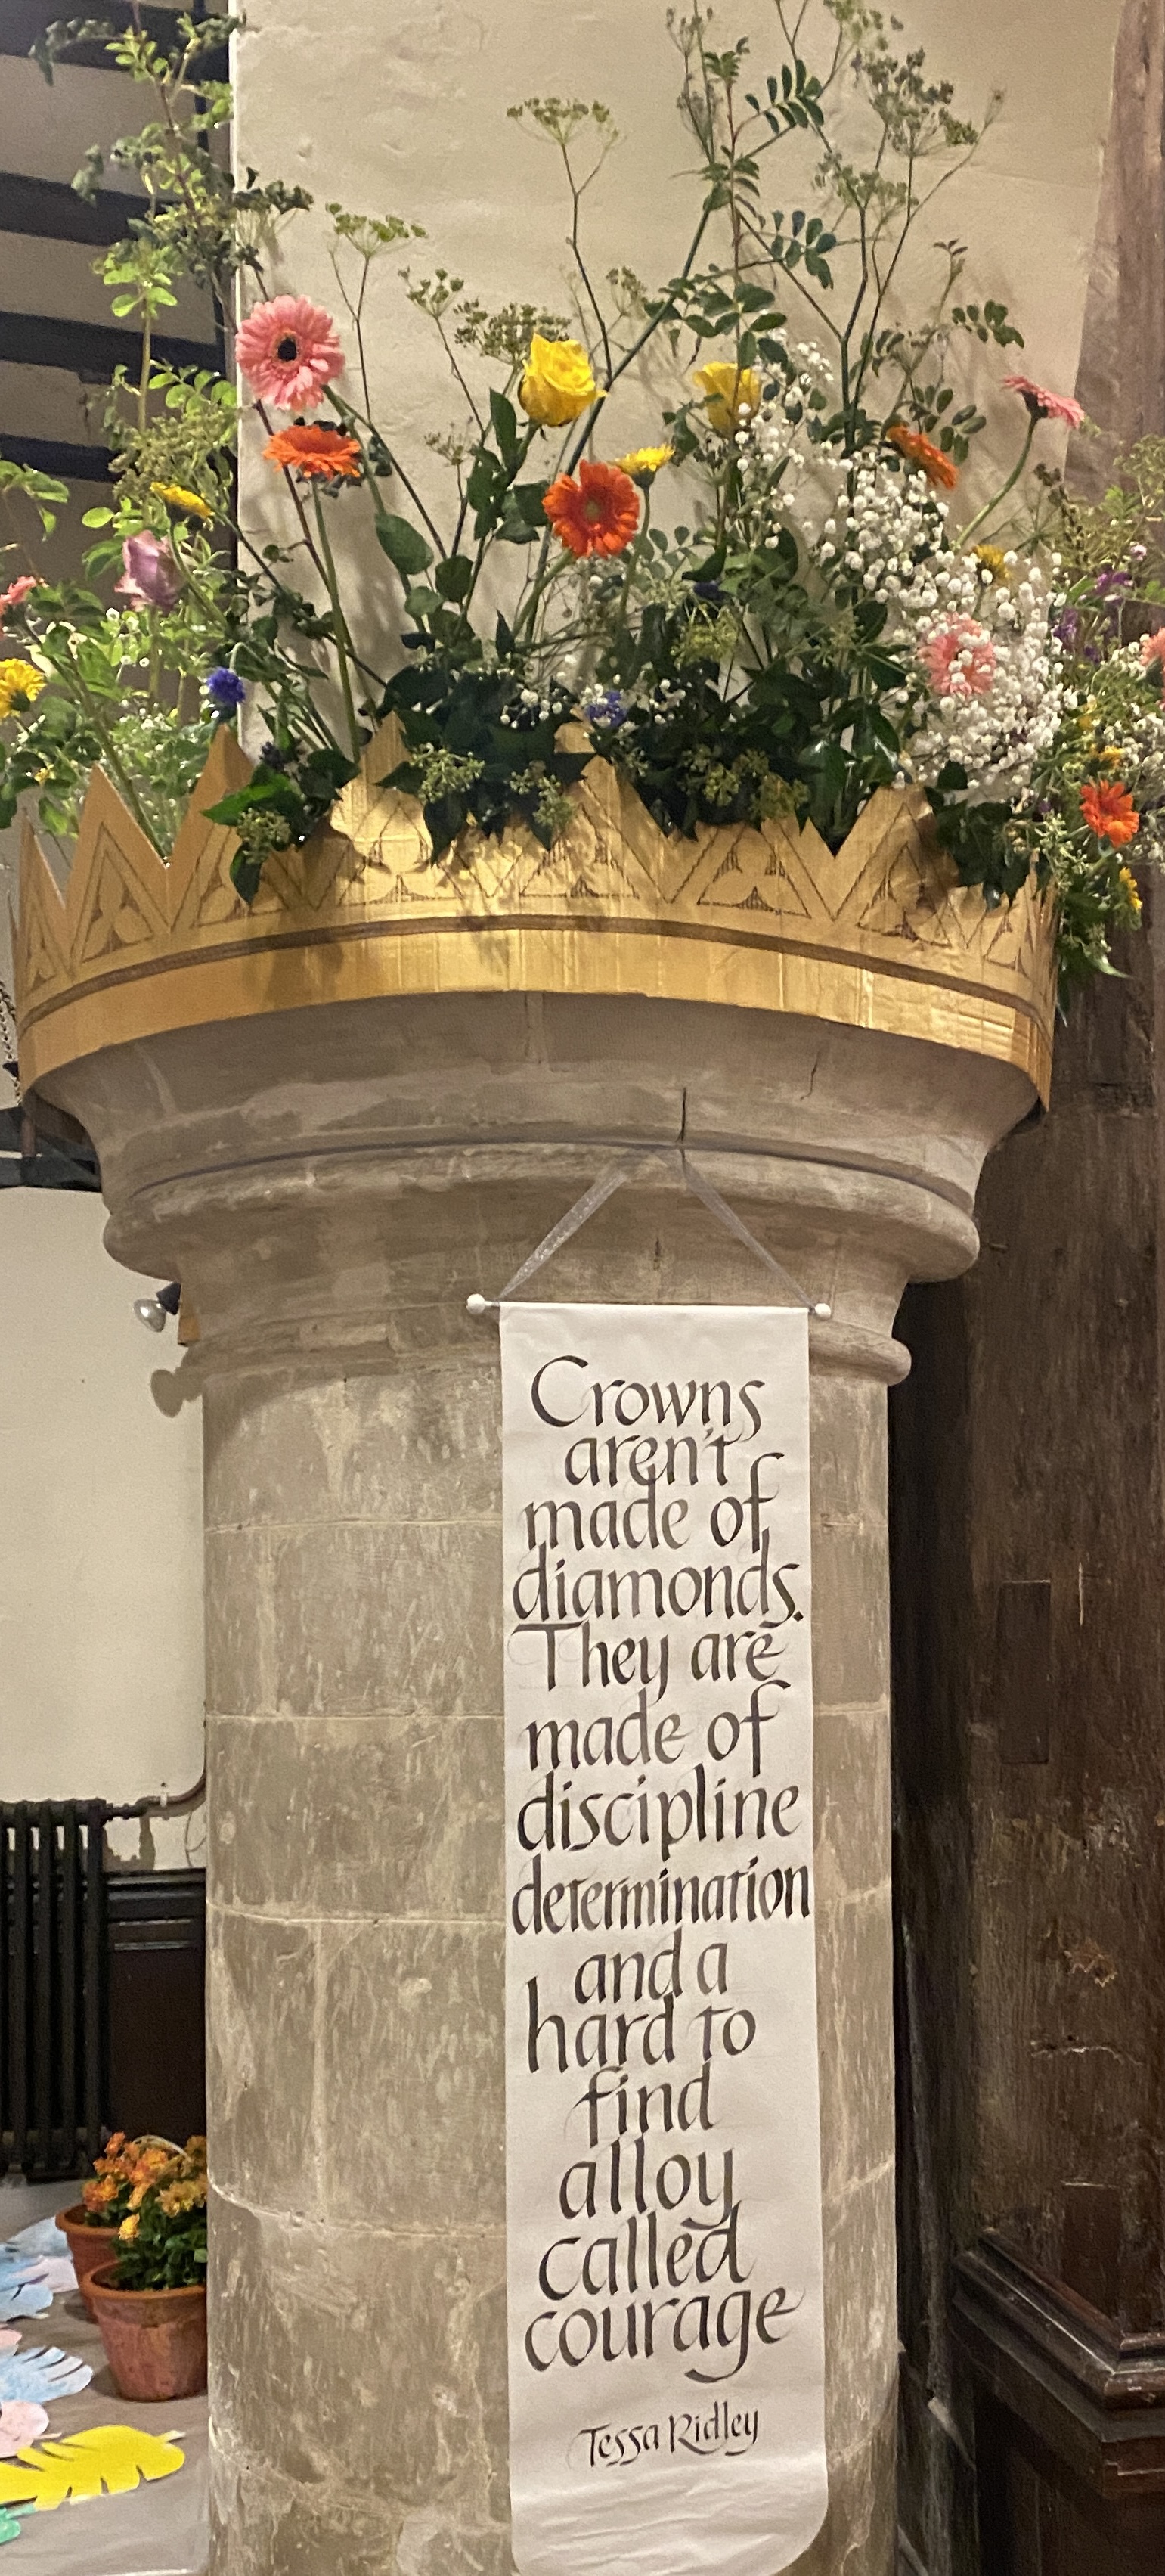 Crowns
aren't
made of
diamonds.
They are
made of
discipline
determination
and a
hard to
find
alloy
called
courage
Tessa Ridley